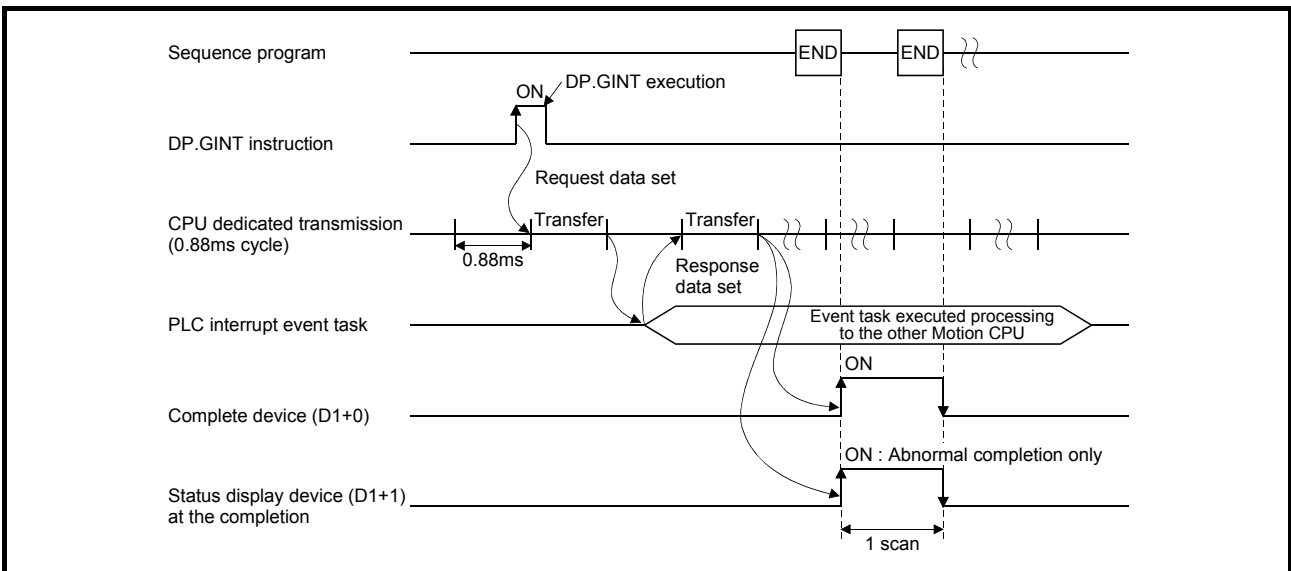 Sequence program
END
END
ON
DP.GINT execution
DP.GINT instruction
Request data set
CPU dedicated transmission
(0.88ms cycle)
Transfer
Transfer
0.88ms
Response
data set
PLC interrupt event task
Event task executed processing
to the other Motion CPU
ON
Complete device (D1+0)
ON : Abnormal completion only
Status display device (D1+1)
at the completion
1 scan